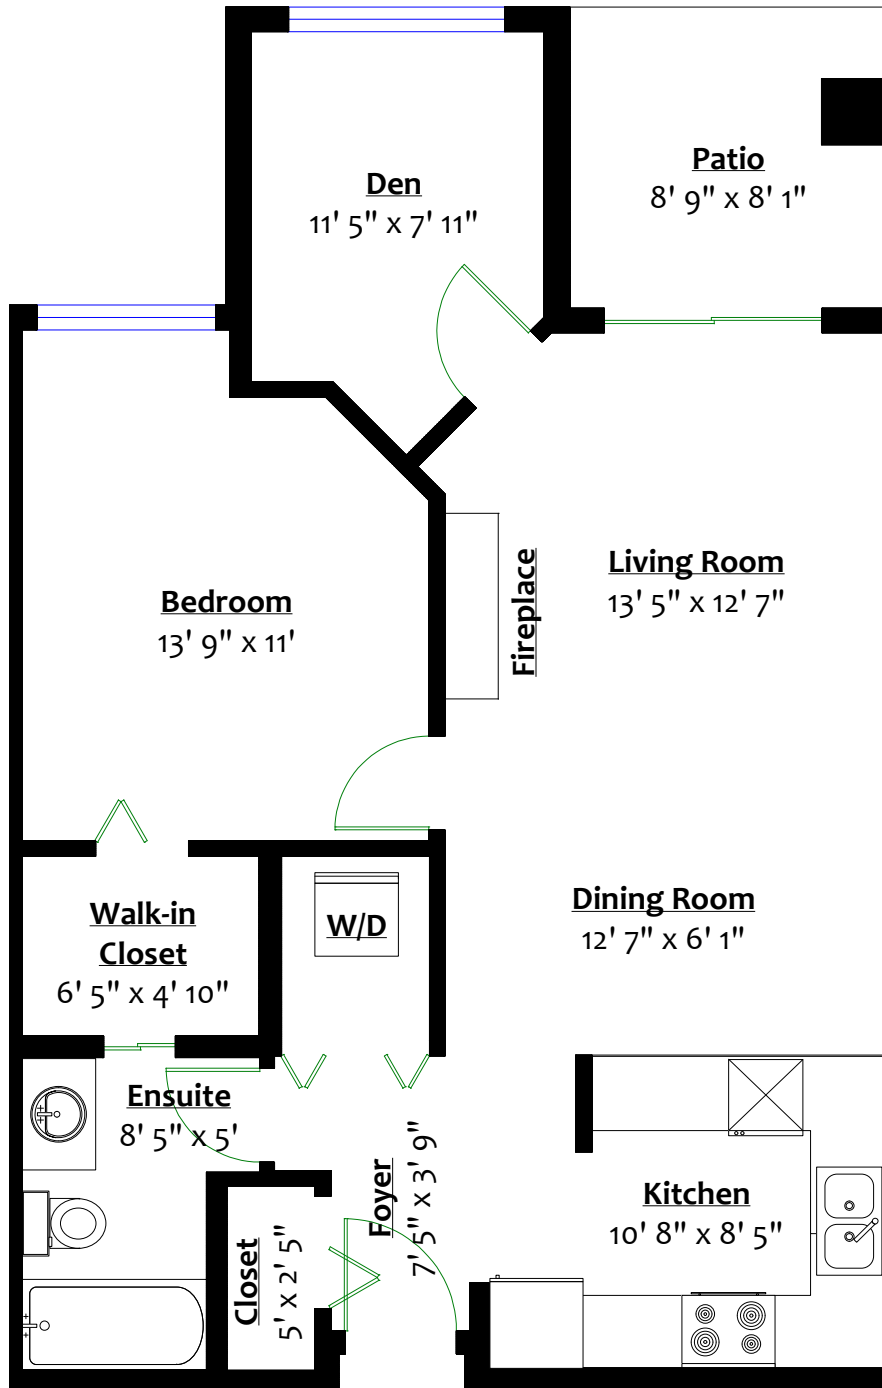 Den
11' 5" x 7' 11"
Patio
8' 9" x 8' 1"
Bedroom
13' 9" x 11'
Fireplace
Living Room
13' 5" x 12' 7"
Walk-in
Closet
6' 5" x 4' 10"
W/D
Dining Room
12' 7" x 6' 1"
Ensuite
8' 5" x 5'
Closet
5' x 2' 5"
Foyer
7' 5" x 3' 9"
Kitchen
10' 8" x 8' 5"